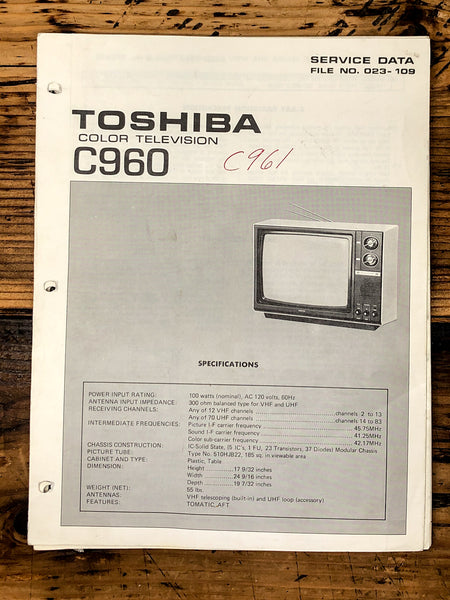 SERVICE DATA
FILE NO. 023-109
TOSHIBA
COLOR TELEVISION
C960 C961
SPECIFICATIONS
POWER INPUT RATING: 100 watts (nominal), AC 120 volts, 60Hz
ANTENNA INPUT IMPEDANCE: 300 ohm balanced type for VHF and UHF
RECEIVING CHANNELS: Any of 12 VHF channels channels 2 to 13
Any of 70 UHF channels channels 14 to 83
INTERMEDIATE FREQUENCIES: Picture I-F carrier frequency 45.75MHz
Sound I-F carrier frequency 41.25MHz
Color sub-carrier frequency 42.17MHz
CHASSIS CONSTRUCTION: IC-Solid State, (5 IC's, 1 FU, 23 Transistors, 37 Diodes) Modular Chassis
PICTURE TUBE: Type No. 510HJB22, 185 sq. in viewable area
CABINET AND TYPE: Plastic, Table
DIMENSION: Height 17 9/32 inches
Width 24 9/16 inches
Depth 19 7/32 inches
WEIGHT (NET): 55 lbs.
ANTENNAS: VHF telescoping (built-in) and UHF loop (accessory)
FEATURES: TOMATIC, AFT